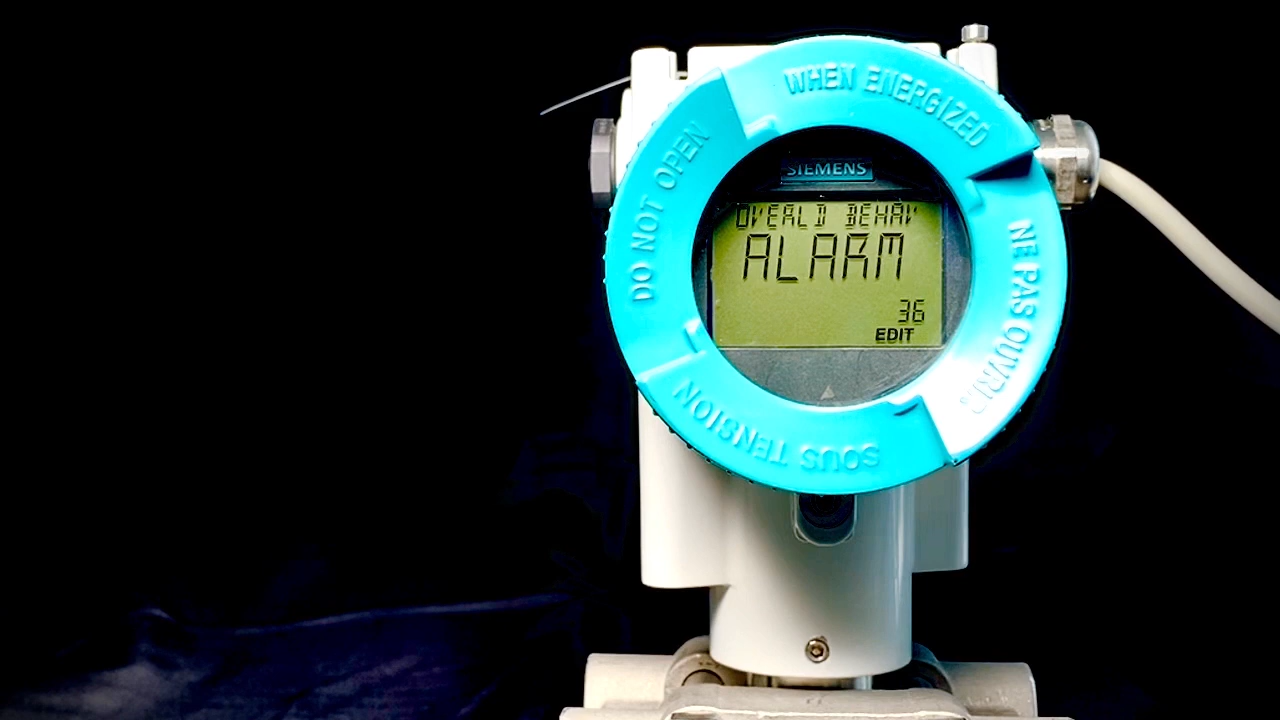 DO NOT OPEN
WHEN ENERGIZED
NE PAS OUVRIR
SOUS TENSION
SIEMENS
OVERLD BEHAV
ALARM
36
EDIT